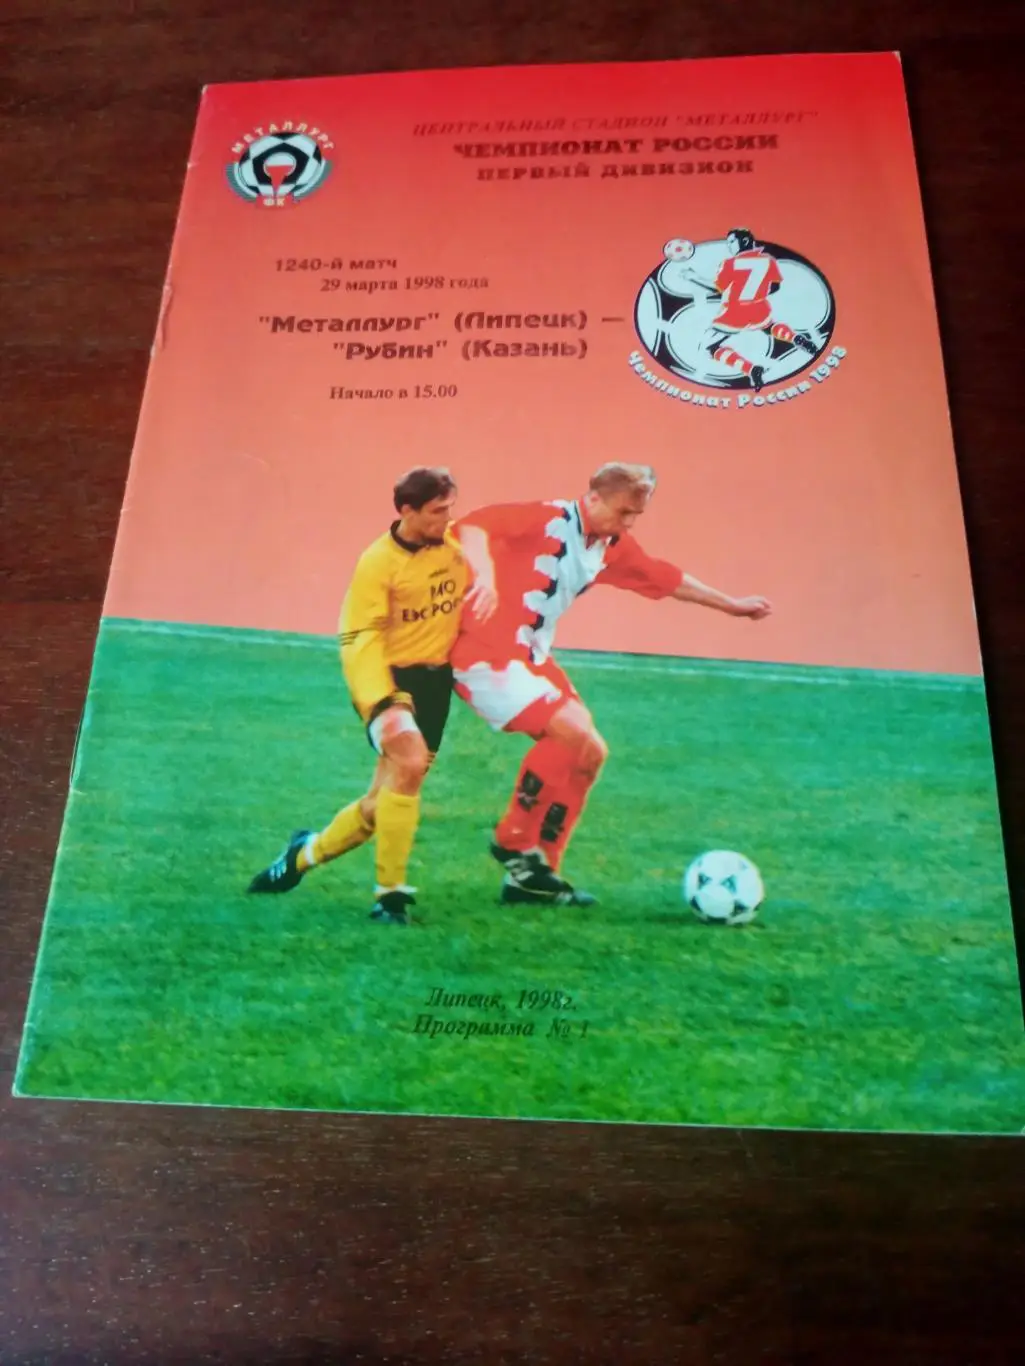 МЕТАЛЛУРГ
ФК
ЦЕНТРАЛЬНЫЙ СТАДИОН "МЕТАЛЛУРГ"
ЧЕМПИОНАТ РОССИИ
ПЕРВЫЙ ДИВИЗИОН
1240-й матч
29 марта 1998 года
"Металлург" (Липецк) –
"Рубин" (Казань)
Начало в 15.00
7
Чемпионат России 1998
Липецк, 1998г.
Программа № 1